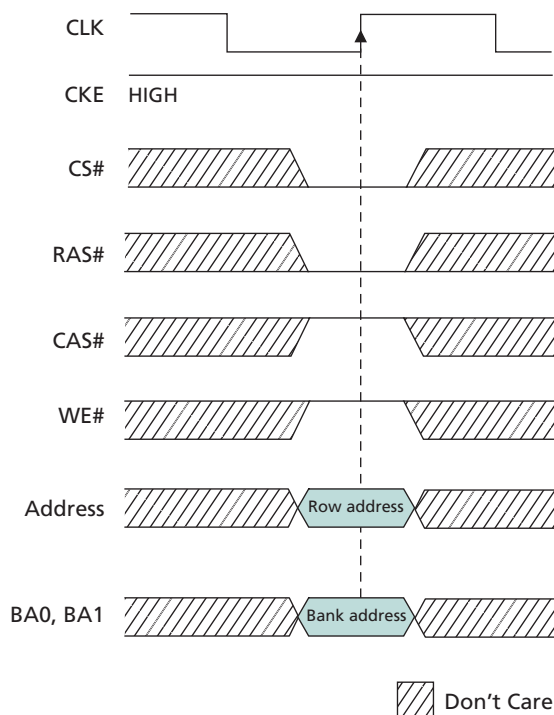 CLK
CKE HIGH
CS#
RAS#
CAS#
WE#
Address Row address
BA0, BA1 Bank address
Don't Care